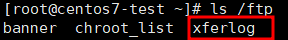 [root@centos7-test ~]# ls /ftp
banner  chroot_list  xferlog